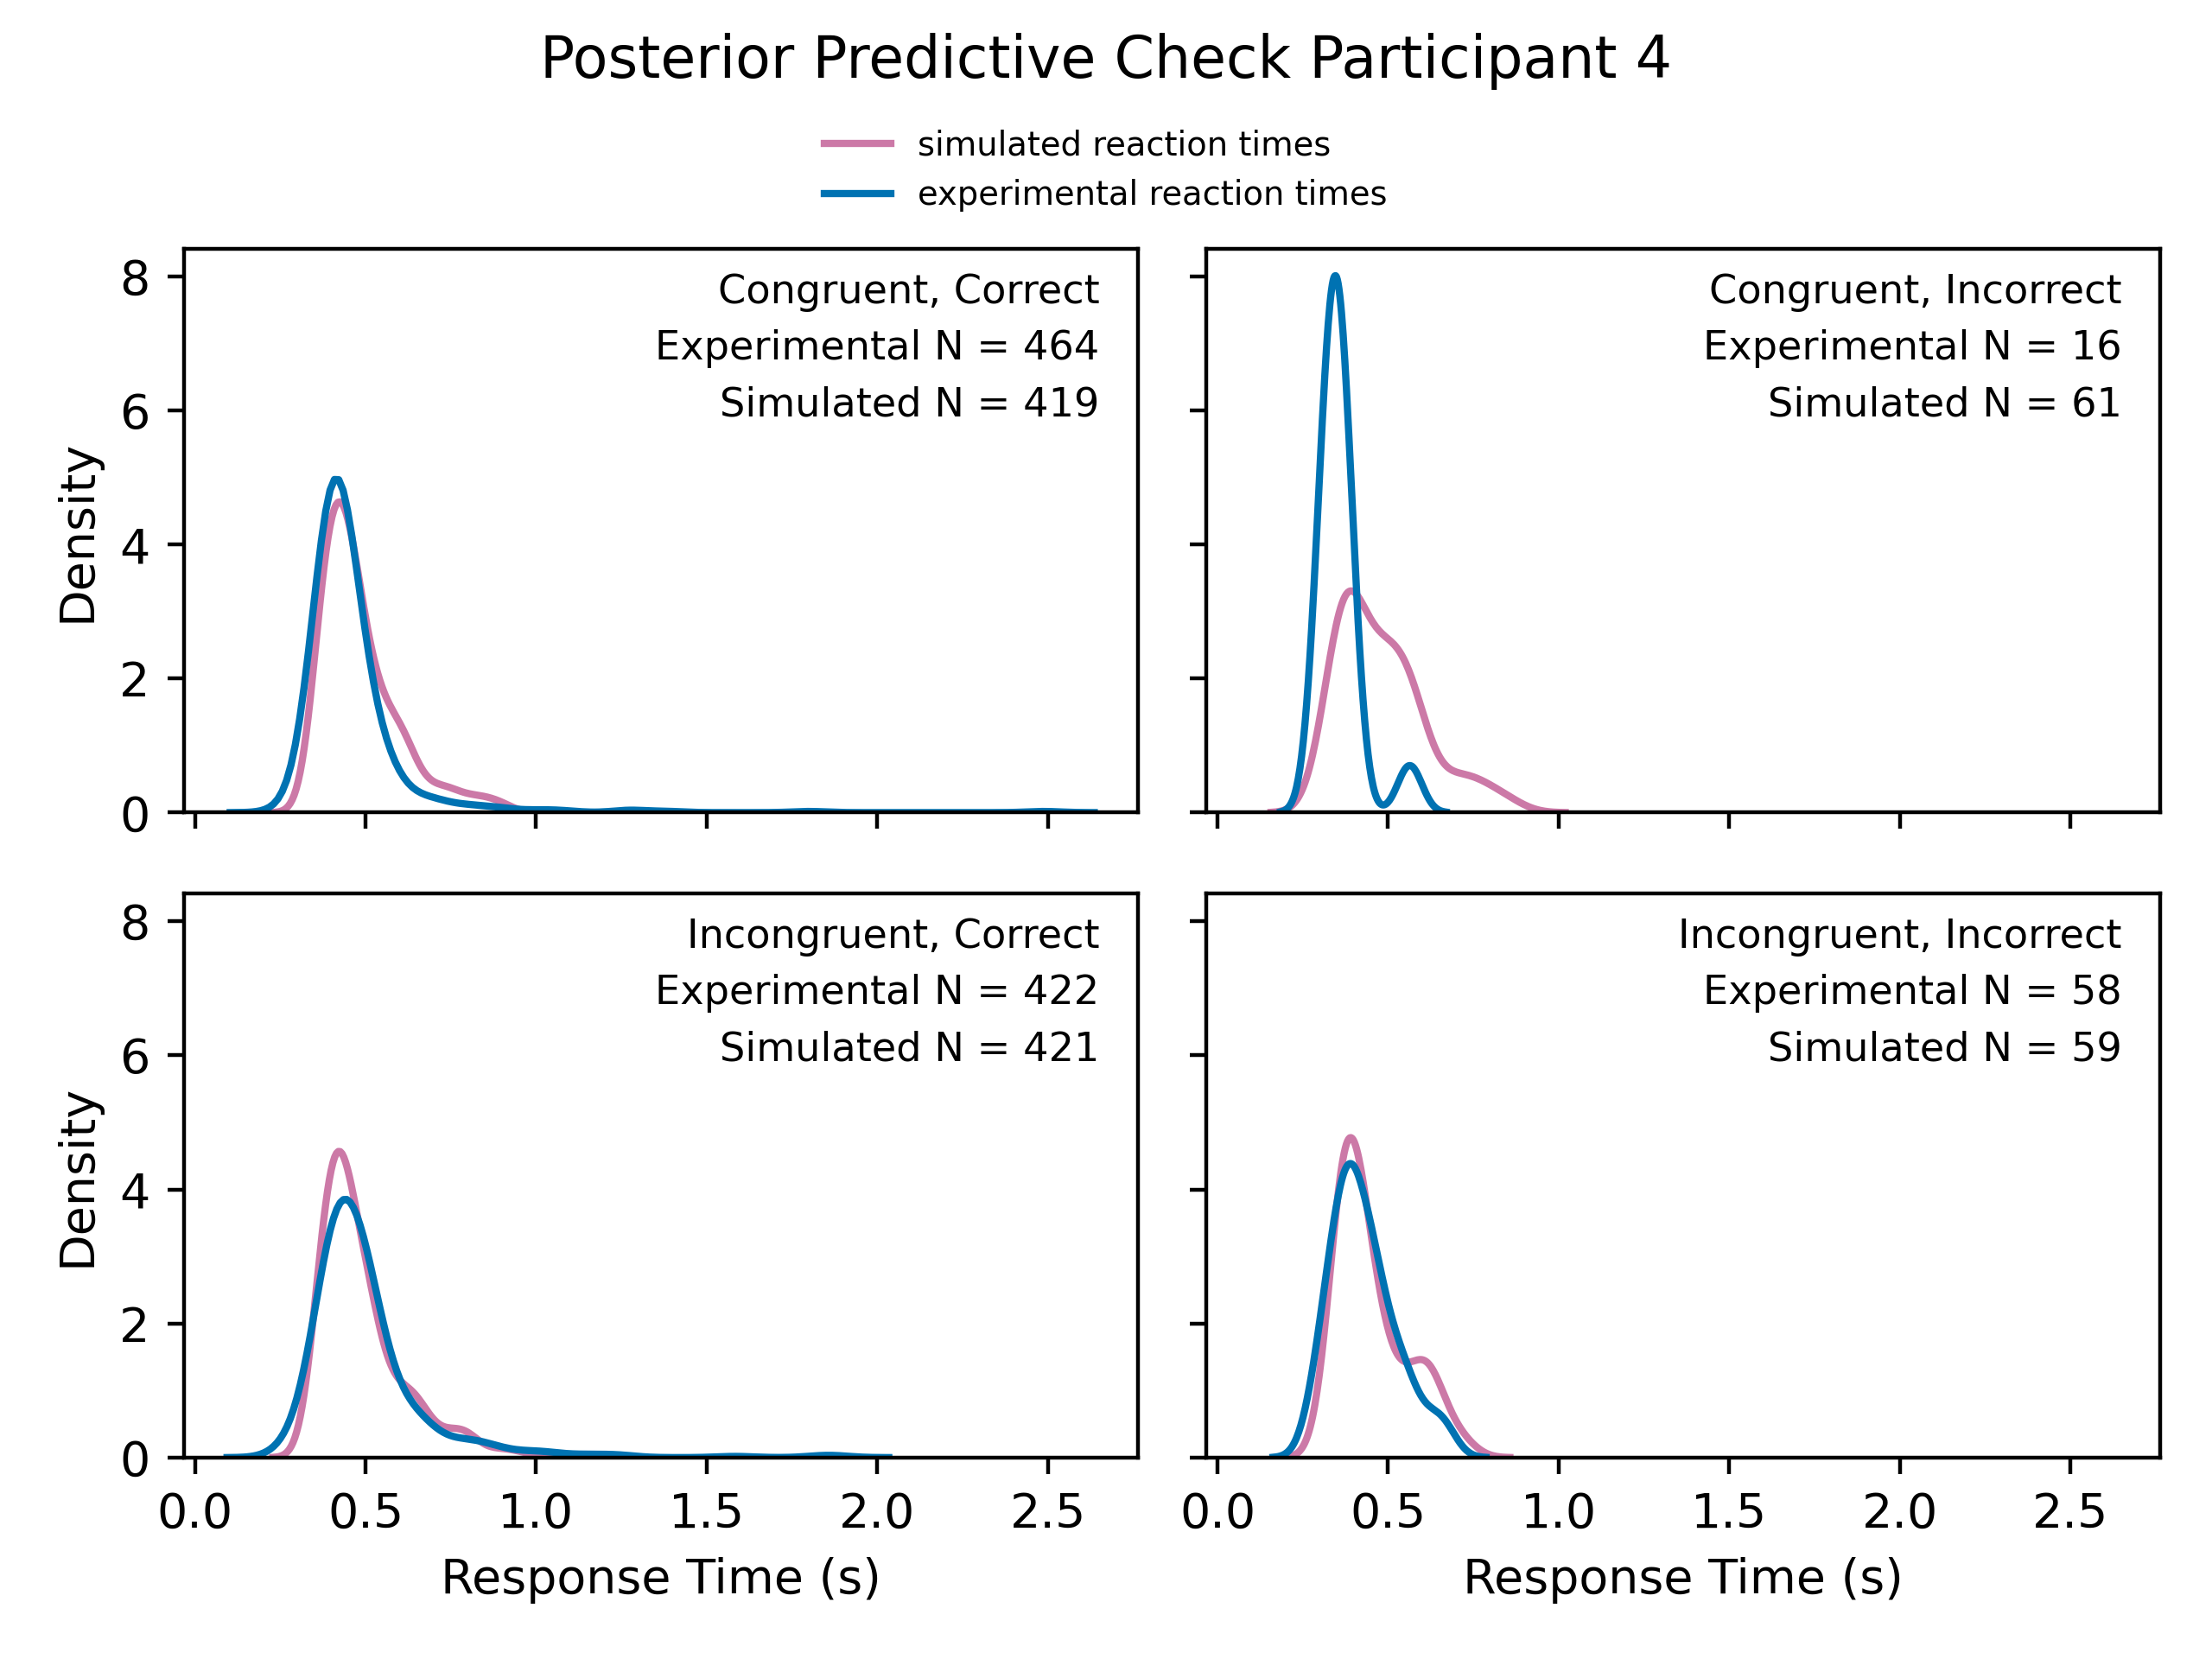 Posterior Predictive Check Participant 4
simulated reaction times
experimental reaction times
Congruent, Correct
Experimental N = 464
Simulated N = 419
8
6
4
2
0
Density
Congruent, Incorrect
Experimental N = 16
Simulated N = 61
Incongruent, Correct
Experimental N = 422
Simulated N = 421
8
6
4
2
0
Density
0.0 0.5 1.0 1.5 2.0 2.5
Response Time (s)
Incongruent, Incorrect
Experimental N = 58
Simulated N = 59
0.0 0.5 1.0 1.5 2.0 2.5
Response Time (s)